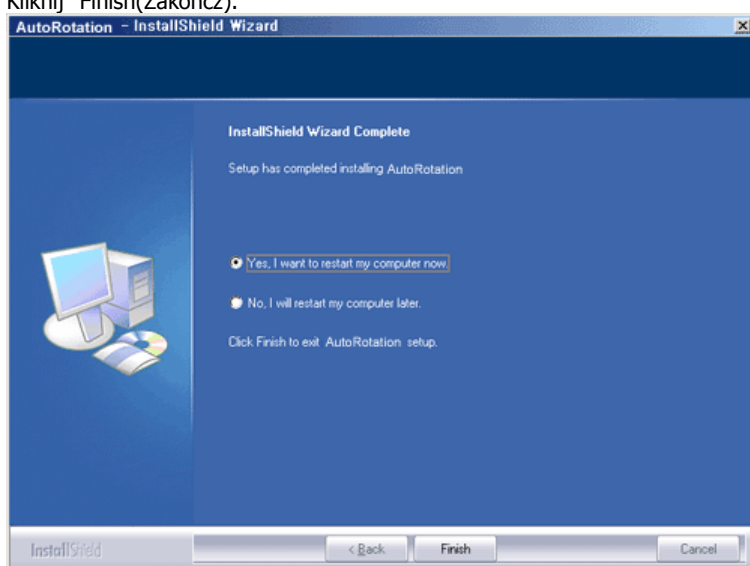 Kliknij "Finish(Zakończ).
AutoRotation - InstallShield Wizard
InstallShield Wizard Complete
Setup has completed installing AutoRotation
Yes, I want to restart my computer now.
No, I will restart my computer later.
Click Finish to exit AutoRotation setup.
InstallShield
< Back
Finish
Cancel